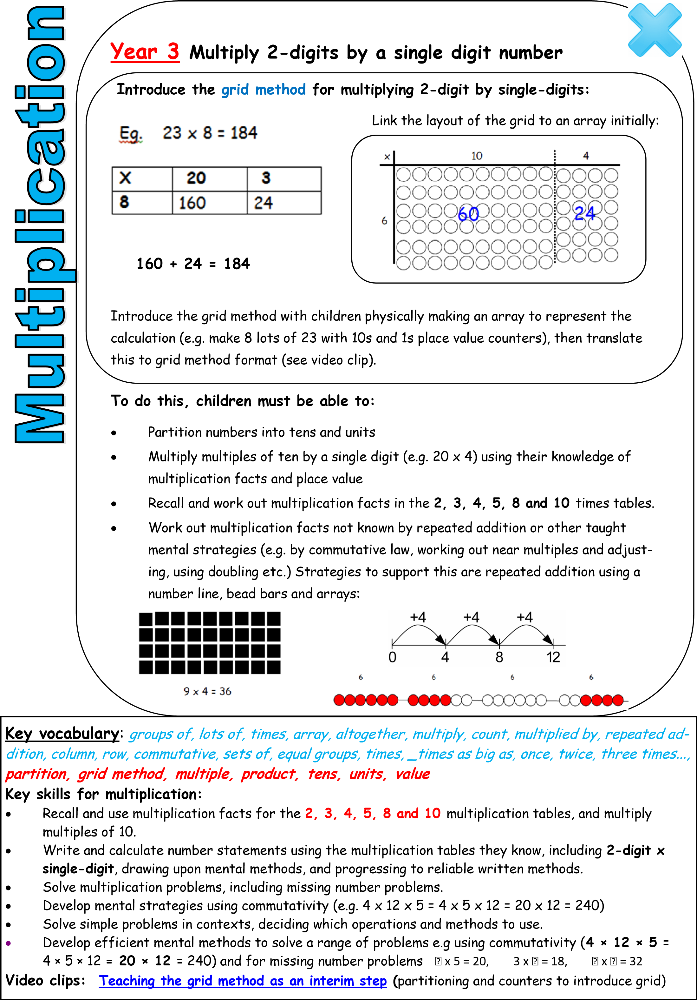 Multiplication
Year 3 Multiply 2-digits by a single digit number
Introduce the grid method for multiplying 2-digit by single-digits:
Link the layout of the grid to an array initially:
Eg. 23 x 8 = 184
X 20 3
8 160 24
160 + 24 = 184
x 10 4
6 60 24
Introduce the grid method with children physically making an array to represent the
calculation (e.g. make 8 lots of 23 with 10s and 1s place value counters), then translate
this to grid method format (see video clip).
To do this, children must be able to:
• Partition numbers into tens and units
• Multiply multiples of ten by a single digit (e.g. 20 x 4) using their knowledge of
multiplication facts and place value
• Recall and work out multiplication facts in the 2, 3, 4, 5, 8 and 10 times tables.
• Work out multiplication facts not known by repeated addition or other taught
mental strategies (e.g. by commutative law, working out near multiples and adjust-
ing, using doubling etc.) Strategies to support this are repeated addition using a
number line, bead bars and arrays:
9 x 4 = 36
+4 +4 +4
0 4 8 12
6 6 6 6
Key vocabulary: groups of, lots of, times, array, altogether, multiply, count, multiplied by, repeated ad-
dition, column, row, commutative, sets of, equal groups, times, _times as big as, once, twice, three times...,
partition, grid method, multiple, product, tens, units, value
Key skills for multiplication:
• Recall and use multiplication facts for the 2, 3, 4, 5, 8 and 10 multiplication tables, and multiply
multiples of 10.
• Write and calculate number statements using the multiplication tables they know, including 2-digit x
single-digit, drawing upon mental methods, and progressing to reliable written methods.
• Solve multiplication problems, including missing number problems.
• Develop mental strategies using commutativity (e.g. 4 x 12 x 5 = 4 x 5 x 12 = 20 x 12 = 240)
• Solve simple problems in contexts, deciding which operations and methods to use.
• Develop efficient mental methods to solve a range of problems e.g using commutativity (4 × 12 × 5 =
4 × 5 × 12 = 20 × 12 = 240) and for missing number problems ⍰ x 5 = 20, 3 x ⍰ = 18, ⍰ x ⍰ = 32
Video clips: Teaching the grid method as an interim step (partitioning and counters to introduce grid)